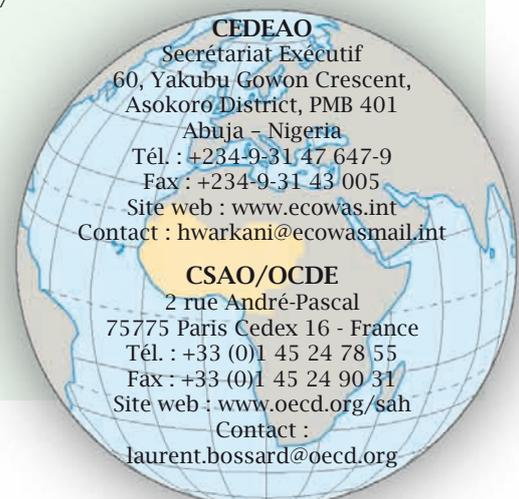 CEDEAO
Secrétariat Exécutif
60, Yakubu Gowon Crescent,
Asokoro District, PMB 401
Abuja – Nigeria
Tél. : +234-9-31 47 647-9
Fax : +234-9-31 43 005
Site web : www.ecowas.int
Contact : hwarkani@ecowasmail.int
CSAO/OCDE
2 rue André-Pascal
75775 Paris Cedex 16 - France
Tél. : +33 (0)1 45 24 78 55
Fax : +33 (0)1 45 24 90 31
Site web : www.oecd.org/sah
Contact :
laurent.bossard@oecd.org